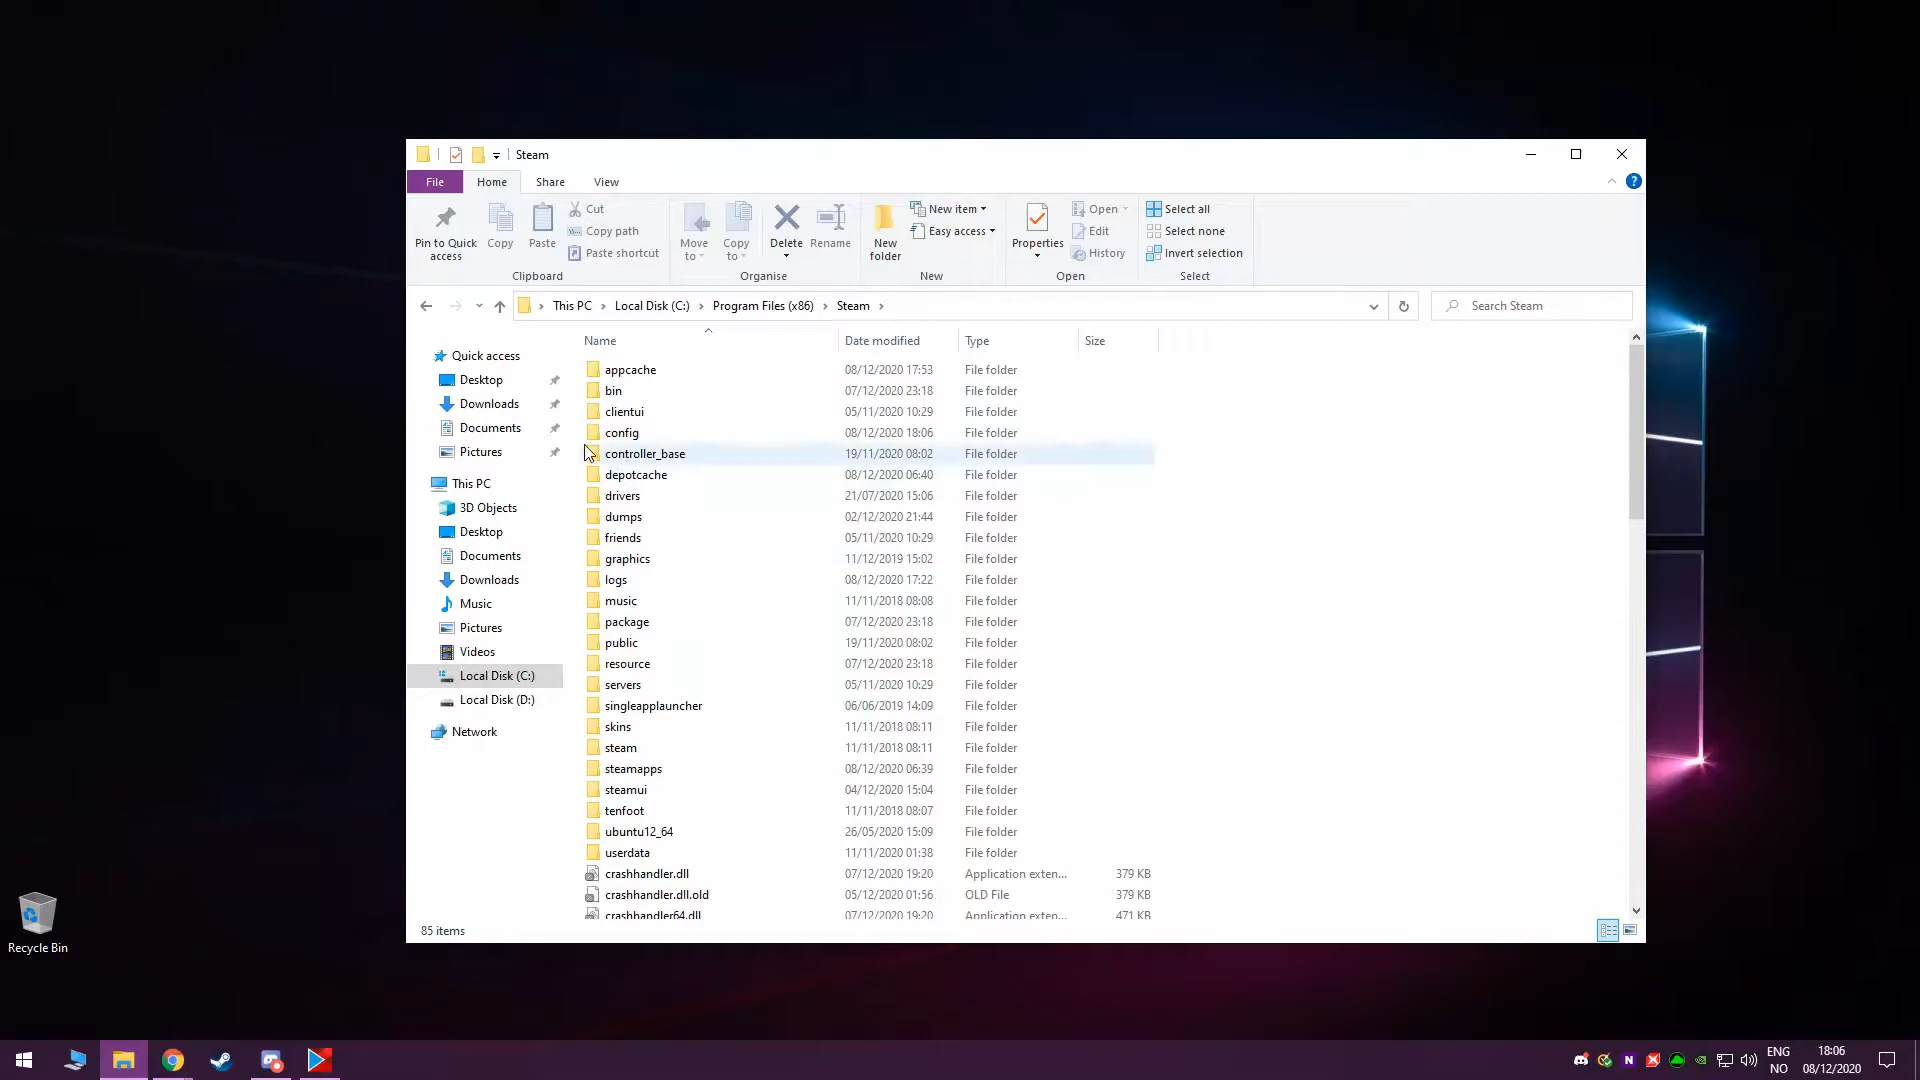 Steam
File Home Share View
Pin to Quick access
Copy
Paste
Cut
Copy path
Paste shortcut
Clipboard
Move to
Copy to
Delete
Rename
Organise
New folder
New item
Easy access
New
Properties
Open
Edit
History
Open
Select all
Select none
Invert selection
Select
This PC > Local Disk (C:) > Program Files (x86) > Steam >
Search Steam
Quick access
Desktop
Downloads
Documents
Pictures
This PC
3D Objects
Desktop
Documents
Downloads
Music
Pictures
Videos
Local Disk (C:)
Local Disk (D:)
Network
Name Date modified Type Size
appcache 08/12/2020 17:53 File folder
bin 07/12/2020 23:18 File folder
clientui 05/11/2020 10:29 File folder
config 08/12/2020 18:06 File folder
controller_base 19/11/2020 08:02 File folder
depotcache 08/12/2020 06:40 File folder
drivers 21/07/2020 15:06 File folder
dumps 02/12/2020 21:44 File folder
friends 05/11/2020 10:29 File folder
graphics 11/12/2019 15:02 File folder
logs 08/12/2020 17:22 File folder
music 11/11/2018 08:08 File folder
package 07/12/2020 23:18 File folder
public 19/11/2020 08:02 File folder
resource 07/12/2020 23:18 File folder
servers 05/11/2020 10:29 File folder
singleapplauncher 06/06/2019 14:09 File folder
skins 11/11/2018 08:11 File folder
steam 11/11/2018 08:11 File folder
steamapps 08/12/2020 06:39 File folder
steamui 04/12/2020 15:04 File folder
tenfoot 11/11/2018 08:07 File folder
ubuntu12_64 26/05/2020 15:09 File folder
userdata 11/11/2020 01:38 File folder
crashhandler.dll 07/12/2020 19:20 Application exten... 379 KB
crashhandler.dll.old 05/12/2020 01:56 OLD File 379 KB
crashhandler64.dll 07/12/2020 19:20 Application exten... 471 KB
85 items
Recycle Bin
ENG
NO
18:06
08/12/2020